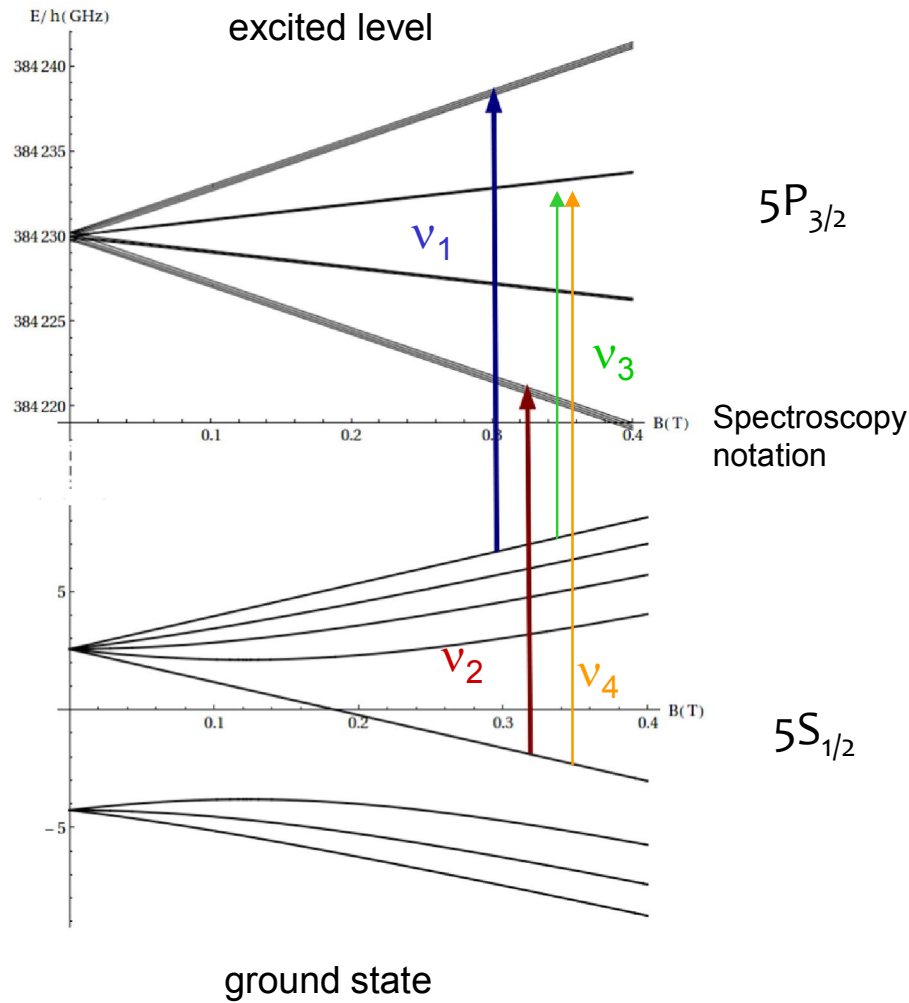 E/h(GHz)
excited level
384 240
384 235
384 230
384 225
384 220
ν1
ν3
5P3/2
0.1
0.2
0.3
0.4
B(T)
Spectroscopy
notation
5
-5
0.1
0.2
0.3
0.4
B(T)
ν2
ν4
5S1/2
ground state